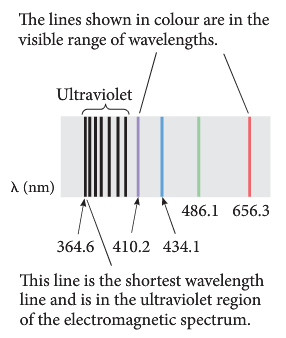 The lines shown in colour are in the
visible range of wavelengths.
Ultraviolet
λ (nm)
486.1 656.3
364.6 410.2 434.1
This line is the shortest wavelength
line and is in the ultraviolet region
of the electromagnetic spectrum.